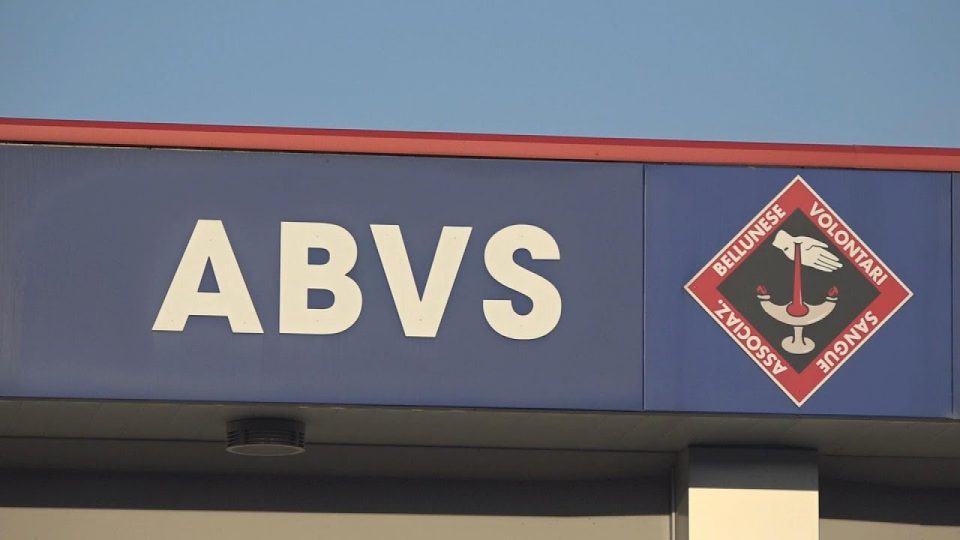 ABVS
ASSOCIAZ.
BELLUNESE
VOLONTARI
SANGUE